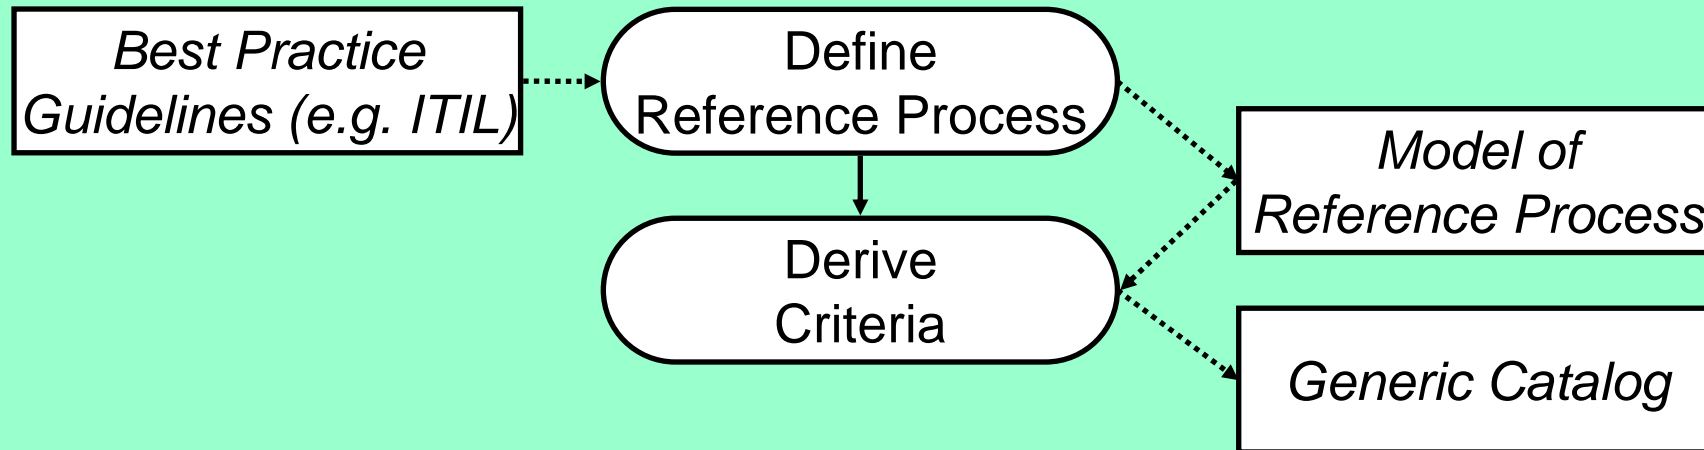 Best Practice
Guidelines (e.g. ITIL)
Define
Reference Process
Model of
Reference Process
Derive
Criteria
Generic Catalog